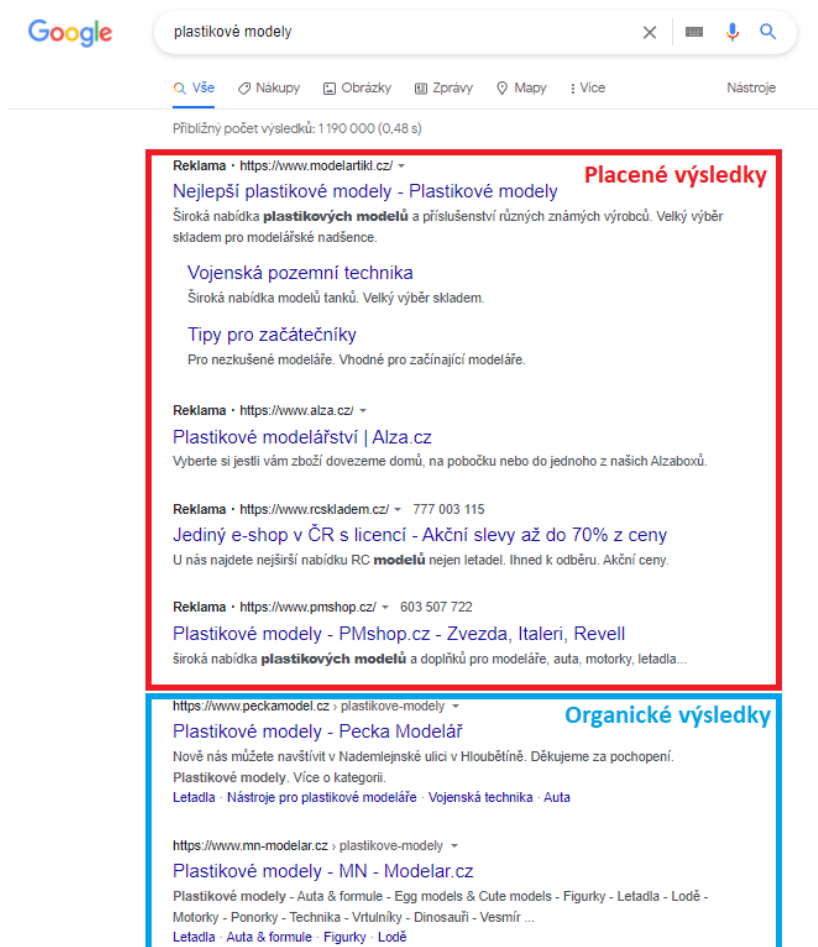 Google
plastikové modely
Vše Nákupy Obrázky Zprávy Mapy Více Nástroje
Přibližný počet výsledků: 1 190 000 (0,48 s)
Reklama · https://www.modelartikl.cz/
Placené výsledky
Nejlepší plastikové modely - Plastikové modely
Široká nabídka plastikových modelů a příslušenství různých známých výrobců. Velký výběr
skladem pro modelářské nadšence.
Vojenská pozemní technika
Široká nabídka modelů tanků. Velký výběr skladem.
Tipy pro začátečníky
Pro nezkušené modeláře. Vhodné pro začínající modeláře.
Reklama · https://www.alza.cz/
Plastikové modelářství | Alza.cz
Vyberte si jestli vám zboží dovezeme domů, na pobočku nebo do jednoho z našich Alzaboxů.
Reklama · https://www.rcskladem.cz/ 777 003 115
Jediný e-shop v ČR s licencí - Akční slevy až do 70% z ceny
U nás najdete nejširší nabídku RC modelů nejen letadel. Ihned k odběru. Akční ceny.
Reklama · https://www.pmshop.cz/ 603 507 722
Plastikové modely - PMshop.cz - Zvezda, Italeri, Revell
široká nabídka plastikových modelů a doplňků pro modeláře, auta, motorky, letadla...
https://www.peckamodel.cz › plastikove-modely
Organické výsledky
Plastikové modely - Pecka Modelář
Nově nás můžete navštívit v Nademlejnské ulici v Hloubětíně. Děkujeme za pochopení.
Plastikové modely. Více o kategorii.
Letadla · Nástroje pro plastikové modeláře · Vojenská technika · Auta
https://www.mn-modelar.cz › plastikove-modely
Plastikové modely - MN - Modelar.cz
Plastikové modely - Auta & formule - Egg models & Cute models - Figurky - Letadla - Lodě -
Motorky - Ponorky - Technika - Vrtulníky - Dinosauři - Vesmír ...
Letadla · Auta & formule · Figurky · Lodě